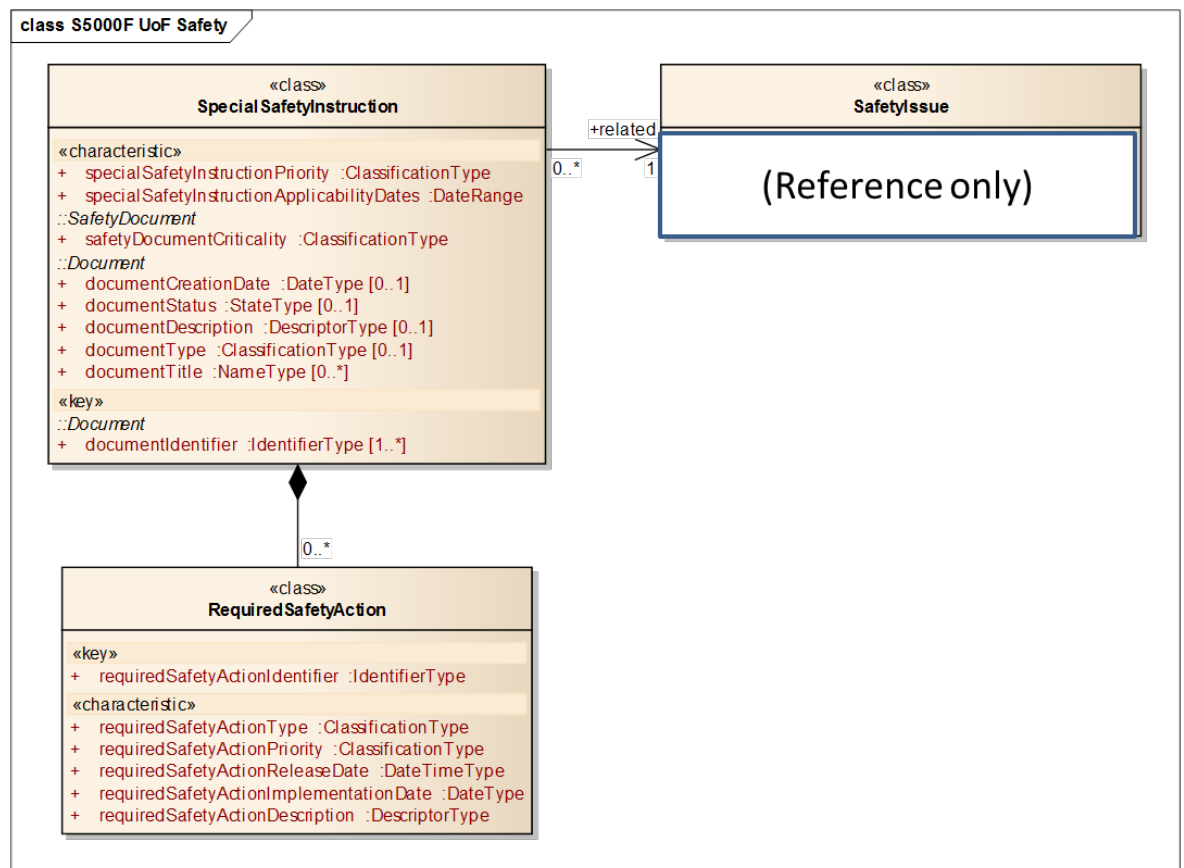 class S5000F UoF Safety
«class»
SpecialSafetyInstruction
«characteristic»
+ specialSafetyInstructionPriority :ClassificationType
+ specialSafetyInstructionApplicabilityDates :DateRange
::SafetyDocument
+ safetyDocumentCriticality :ClassificationType
::Document
+ documentCreationDate :DateType [0..1]
+ documentStatus :StateType [0..1]
+ documentDescription :DescriptorType [0..1]
+ documentType :ClassificationType [0..1]
+ documentTitle :NameType [0..*]
«key»
::Document
+ documentIdentifier :IdentifierType [1..*]
+related
0..*
1
«class»
SafetyIssue
(Reference only)
0..*
«class»
RequiredSafetyAction
«key»
+ requiredSafetyActionIdentifier :IdentifierType
«characteristic»
+ requiredSafetyActionType :ClassificationType
+ requiredSafetyActionPriority :ClassificationType
+ requiredSafetyActionReleaseDate :DateTimeType
+ requiredSafetyActionImplementationDate :DateType
+ requiredSafetyActionDescription :DescriptorType